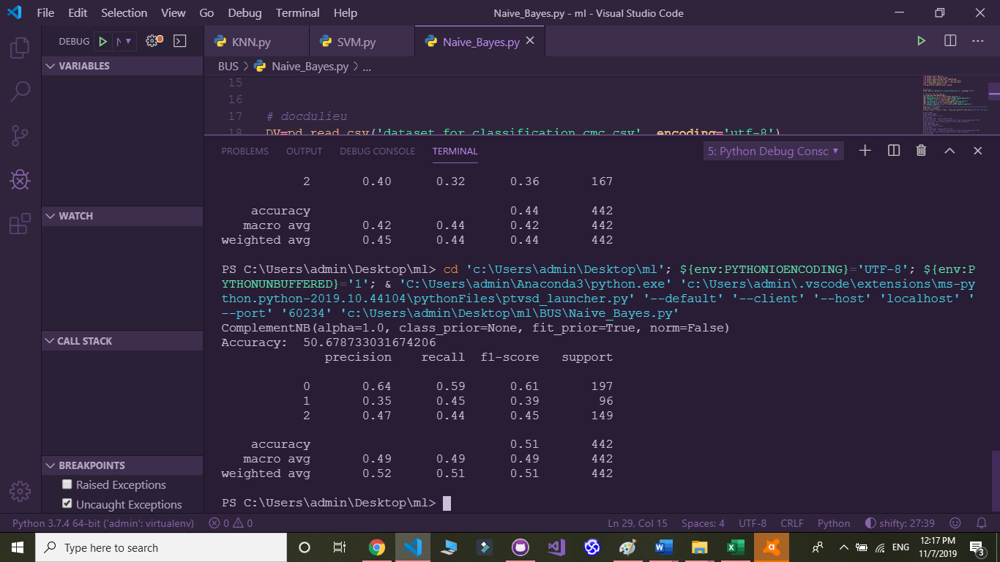 File Edit Selection View Go Debug Terminal Help
Naive_Bayes.py - ml - Visual Studio Code
DEBUG N
KNN.py
SVM.py
Naive_Bayes.py
BUS > Naive_Bayes.py > ...
VARIABLES
WATCH
CALL STACK
BREAKPOINTS
Raised Exceptions
Uncaught Exceptions
15
16
17 # docdulieu
18 DV=pd.read_csv('dataset_for_classification_cmc.csv', encoding='utf-8')
PROBLEMS OUTPUT DEBUG CONSOLE TERMINAL
5: Python Debug Consc
2 0.40 0.32 0.36 167
accuracy 0.44 442
macro avg 0.42 0.44 0.42 442
weighted avg 0.45 0.44 0.44 442
PS C:\Users\admin\Desktop\ml> cd 'c:\Users\admin\Desktop\ml'; ${env:PYTHONIOENCODING}='UTF-8'; ${env:P
YTHONUNBUFFERED}='1'; & 'C:\Users\admin\Anaconda3\python.exe' 'c:\Users\admin\.vscode\extensions\ms-py
thon.python-2019.10.44104\pythonFiles\ptvsd_launcher.py' '--default' '--client' '--host' 'localhost' '
--port' '60234' 'c:\Users\admin\Desktop\ml\BUS\Naive_Bayes.py'
ComplementNB(alpha=1.0, class_prior=None, fit_prior=True, norm=False)
Accuracy: 50.678733031674206
precision recall f1-score support
0 0.64 0.59 0.61 197
1 0.35 0.45 0.39 96
2 0.47 0.44 0.45 149
accuracy 0.51 442
macro avg 0.49 0.49 0.49 442
weighted avg 0.52 0.51 0.51 442
PS C:\Users\admin\Desktop\ml>
Python 3.7.4 64-bit ('admin': virtualenv) 0 0
Ln 29, Col 15 Spaces: 4 UTF-8 CRLF Python shifty: 27:39
Type here to search
ENG
12:17 PM
11/7/2019
3